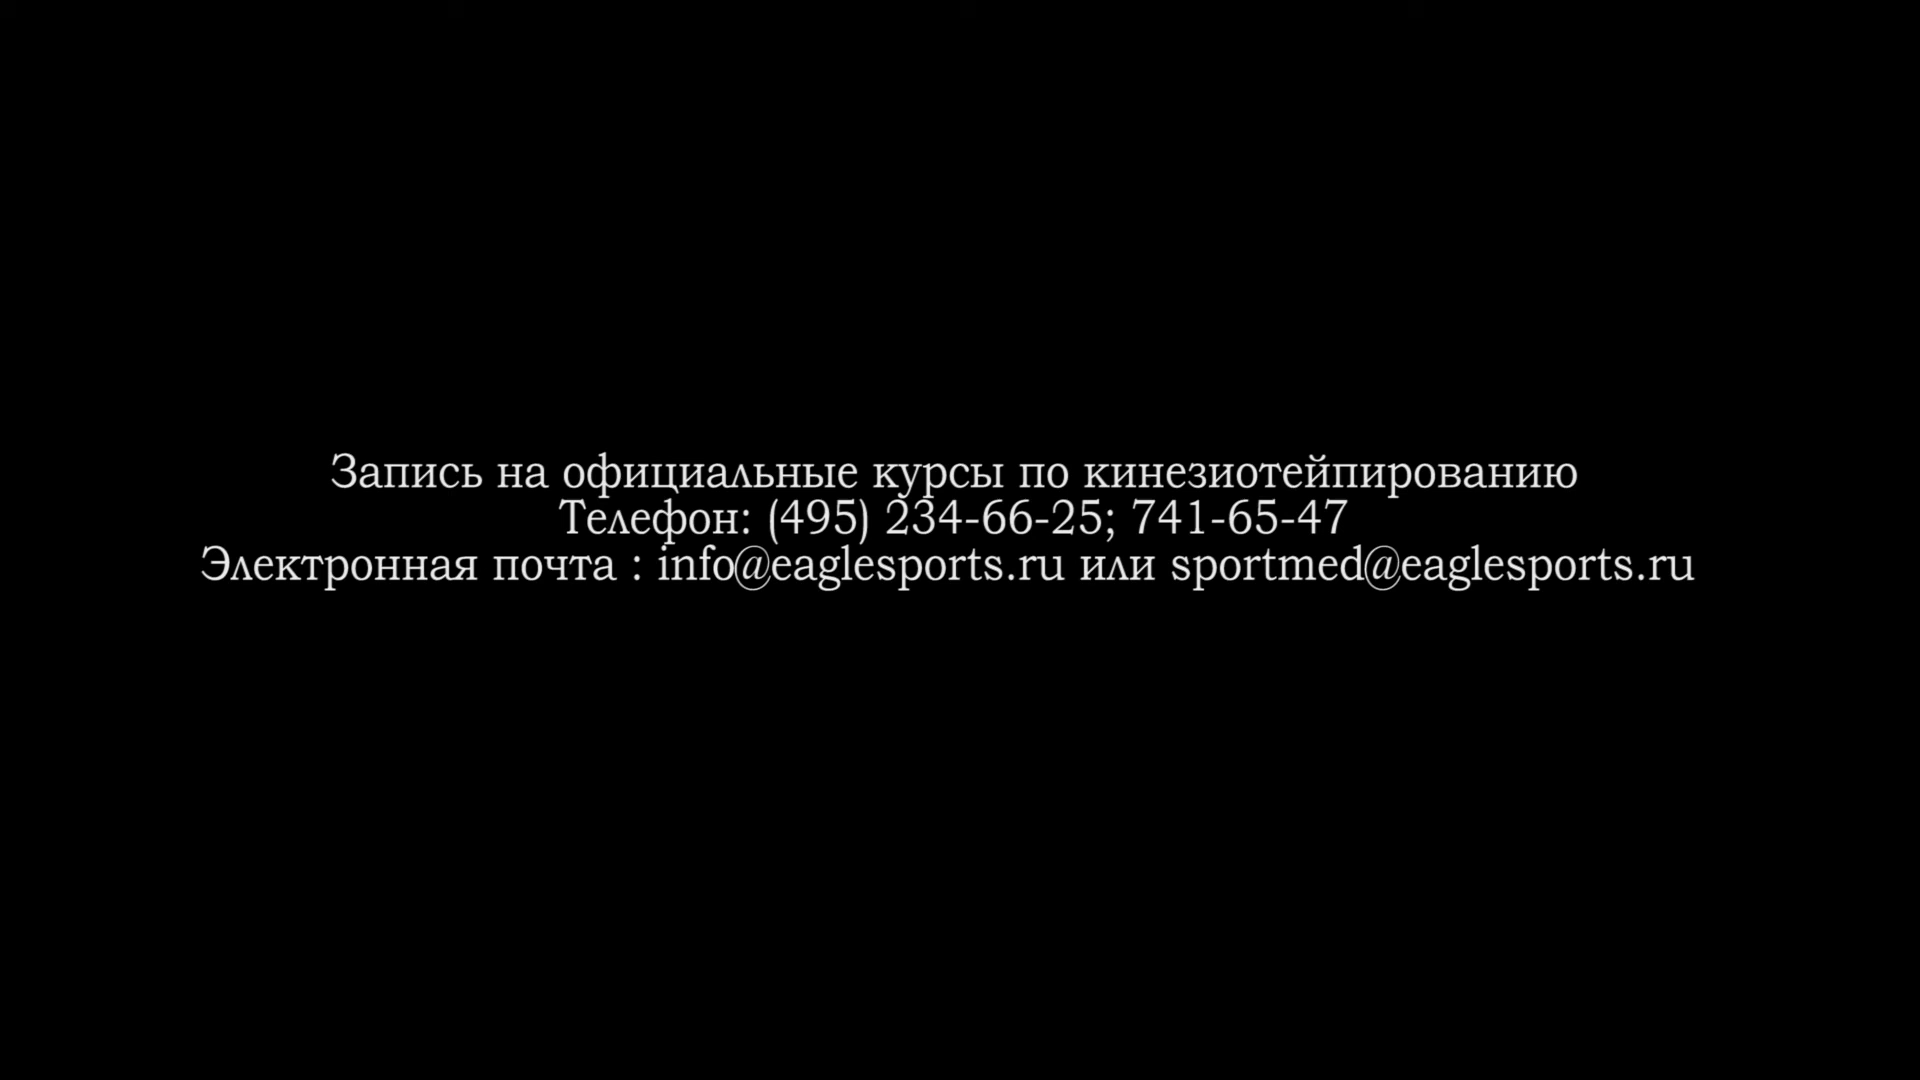 Запись на официальные курсы по кинезиотейпированию
Телефон: (495) 234-66-25; 741-65-47
Электронная почта : info@eaglesports.ru или sportmed@eaglesports.ru